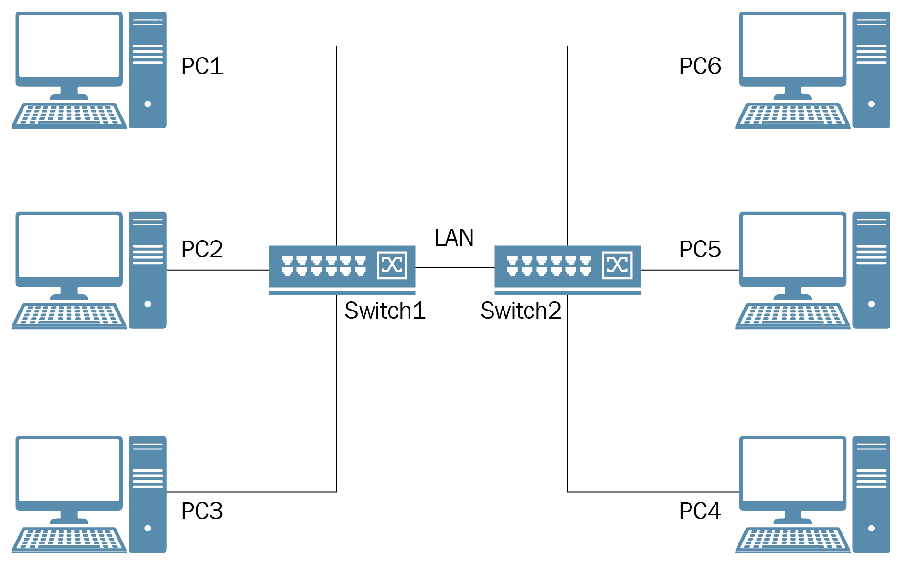 PC1
PC6
PC2
LAN
PC5
Switch1
Switch2
PC3
PC4